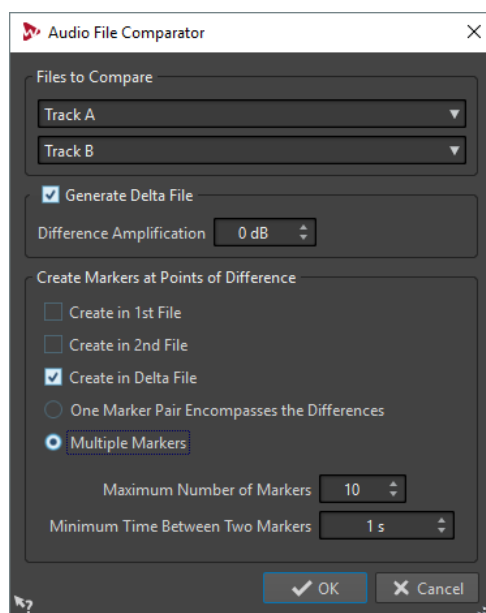 Audio File Comparator
Files to Compare
Track A
Track B
Generate Delta File
Difference Amplification 0 dB
Create Markers at Points of Difference
Create in 1st File
Create in 2nd File
Create in Delta File
One Marker Pair Encompasses the Differences
Multiple Markers
Maximum Number of Markers 10
Minimum Time Between Two Markers 1 s
OK Cancel